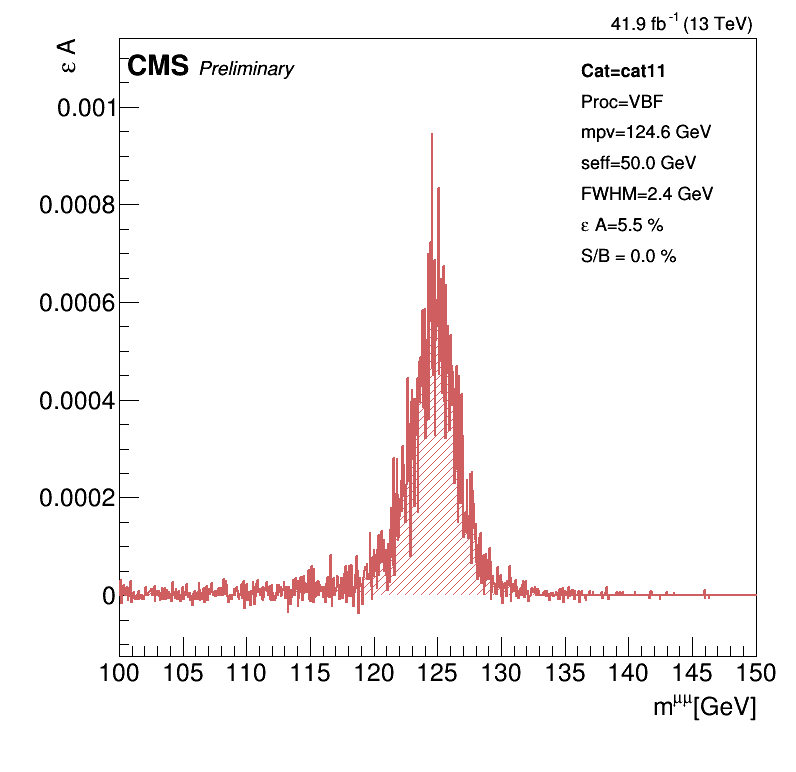 41.9 fb⁻¹ (13 TeV)
ε A
CMS Preliminary
Cat=cat11
Proc=VBF
mpv=124.6 GeV
seff=50.0 GeV
FWHM=2.4 GeV
ε A=5.5 %
S/B = 0.0 %
0.001
0.0008
0.0006
0.0004
0.0002
0
100 105 110 115 120 125 130 135 140 145 150
m^μμ[GeV]